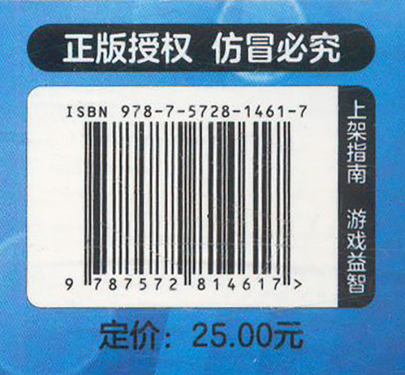 正版授权 仿冒必究
ISBN 978-7-5728-1461-7
9 787572 814617 >
上架指南 游戏益智
定价：25.00元